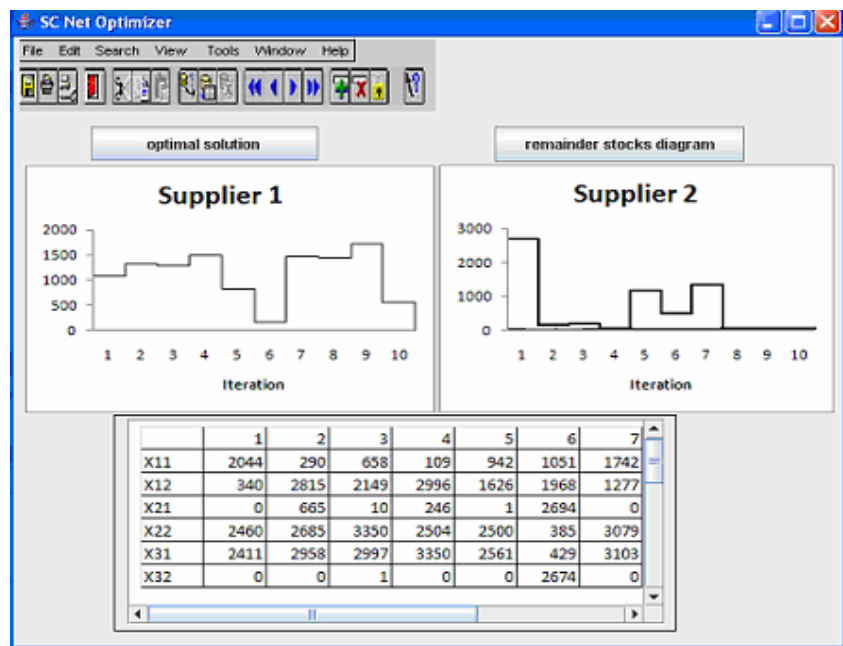 SC Net Optimizer
File Edit Search View Tools Window Help
optimal solution
remainder stocks diagram
Supplier 1
2000
1500
1000
500
0
1 2 3 4 5 6 7 8 9 10
Iteration
Supplier 2
3000
2000
1000
0
1 2 3 4 5 6 7 8 9 10
Iteration
1 2 3 4 5 6 7
X11 2044 290 658 109 942 1051 1742
X12 340 2815 2149 2996 1626 1968 1277
X21 0 665 10 246 1 2694 0
X22 2460 2685 3350 2504 2500 385 3079
X31 2411 2958 2997 3350 2561 429 3103
X32 0 0 1 0 0 2674 0